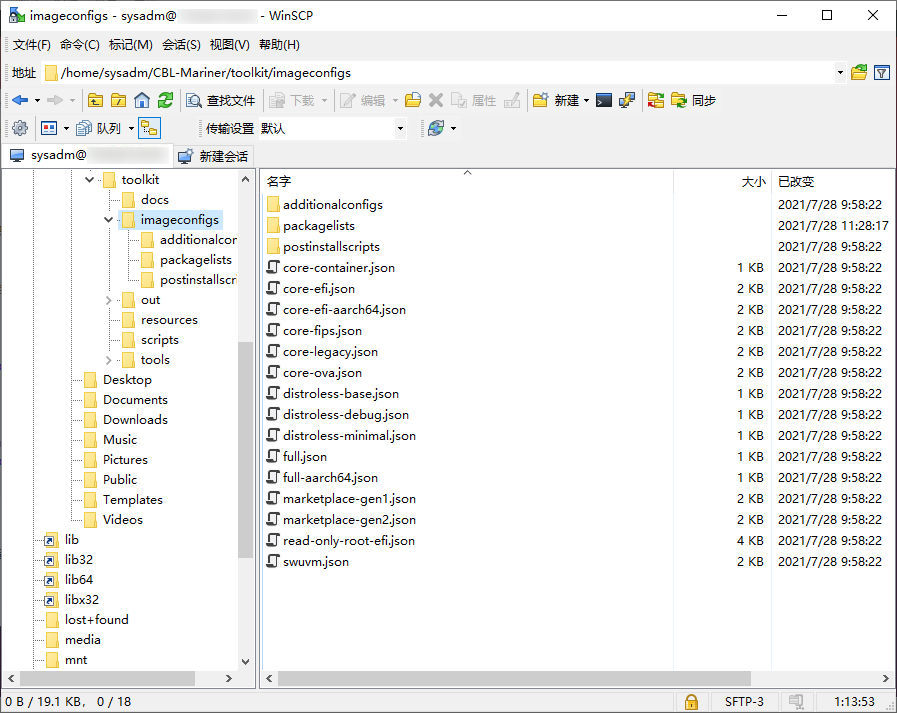 imageconfigs - sysadm@ - WinSCP
文件(F) 命令(C) 标记(M) 会话(S) 视图(V) 帮助(H)
地址 /home/sysadm/CBL-Mariner/toolkit/imageconfigs
查找文件 下载 编辑 属性 新建 同步
队列 传输设置 默认
sysadm@ 新建会话
toolkit
docs
imageconfigs
additionalcor
packagelists
postinstallscri
out
resources
scripts
tools
Desktop
Documents
Downloads
Music
Pictures
Public
Templates
Videos
lib
lib32
lib64
libx32
lost+found
media
mnt
名字 大小 已改变
additionalconfigs 2021/7/28 9:58:22
packagelists 2021/7/28 11:28:17
postinstallscripts 2021/7/28 9:58:22
core-container.json 1 KB 2021/7/28 9:58:22
core-efi.json 2 KB 2021/7/28 9:58:22
core-efi-aarch64.json 2 KB 2021/7/28 9:58:22
core-fips.json 2 KB 2021/7/28 9:58:22
core-legacy.json 2 KB 2021/7/28 9:58:22
core-ova.json 2 KB 2021/7/28 9:58:22
distroless-base.json 1 KB 2021/7/28 9:58:22
distroless-debug.json 1 KB 2021/7/28 9:58:22
distroless-minimal.json 1 KB 2021/7/28 9:58:22
full.json 1 KB 2021/7/28 9:58:22
full-aarch64.json 1 KB 2021/7/28 9:58:22
marketplace-gen1.json 2 KB 2021/7/28 9:58:22
marketplace-gen2.json 2 KB 2021/7/28 9:58:22
read-only-root-efi.json 4 KB 2021/7/28 9:58:22
swuvm.json 2 KB 2021/7/28 9:58:22
0 B / 19.1 KB, 0 / 18 SFTP-3 1:13:53